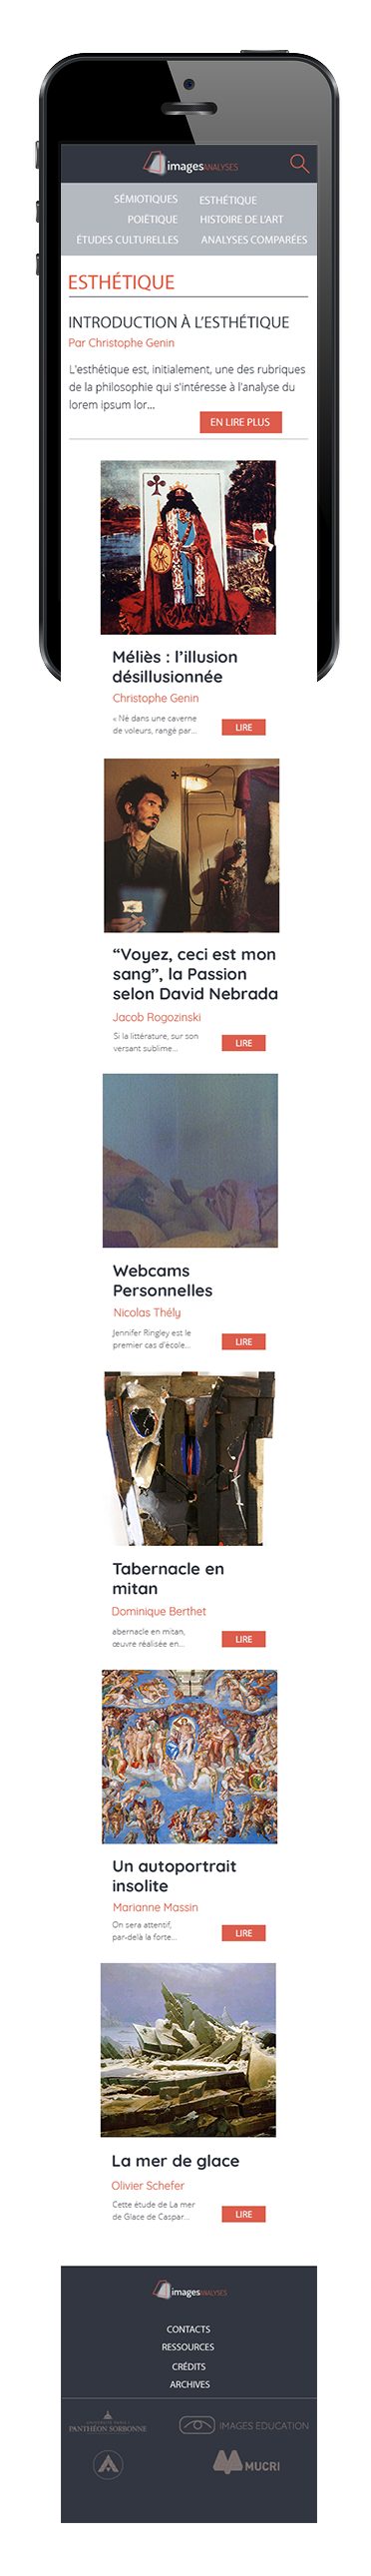 imagesANALYSES
SÉMIOTIQUES
ESTHÉTIQUE
POÏÉTIQUE
HISTOIRE DE L'ART
ÉTUDES CULTURELLES
ANALYSES COMPARÉES
ESTHÉTIQUE
INTRODUCTION À L'ESTHÉTIQUE
Par Christophe Genin
L'esthétique est, initialement, une des rubriques
de la philosophie qui s'intéresse à l'analyse du
lorem ipsum lor...
EN LIRE PLUS
Méliès : l'illusion
désillusionnée
Christophe Genin
« Né dans une caverne
de voleurs, rangé par...
LIRE
“Voyez, ceci est mon
sang”, la Passion
selon David Nebrada
Jacob Rogozinski
Si la littérature, sur son
versant sublime...
LIRE
Webcams
Personnelles
Nicolas Thély
Jennifer Ringley est le
premier cas d'école...
LIRE
Tabernacle en
mitan
Dominique Berthet
abernacle en mitan,
œuvre réalisée en...
LIRE
Un autoportrait
insolite
Marianne Massin
On sera attentif,
par-delà la forte...
LIRE
La mer de glace
Olivier Schefer
Cette étude de La mer
de Glace de Caspar...
LIRE
imagesANALYSES
CONTACTS
RESSOURCES
CRÉDITS
ARCHIVES
PANTHÉON SORBONNE
IMAGES EDUCATION
MUCRI